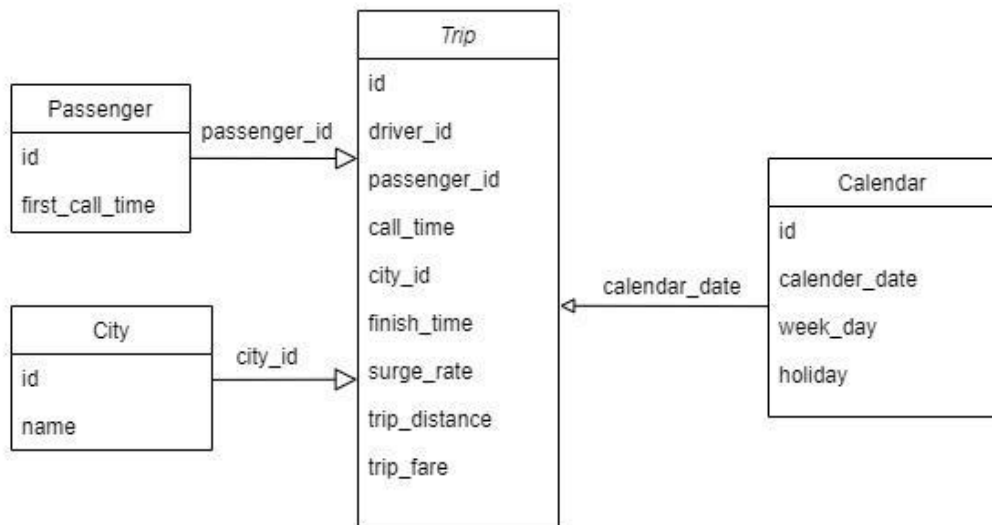 Passenger
id
first_call_time
passenger_id
City
id
name
city_id
Trip
id
driver_id
passenger_id
call_time
city_id
finish_time
surge_rate
trip_distance
trip_fare
calendar_date
Calendar
id
calender_date
week_day
holiday